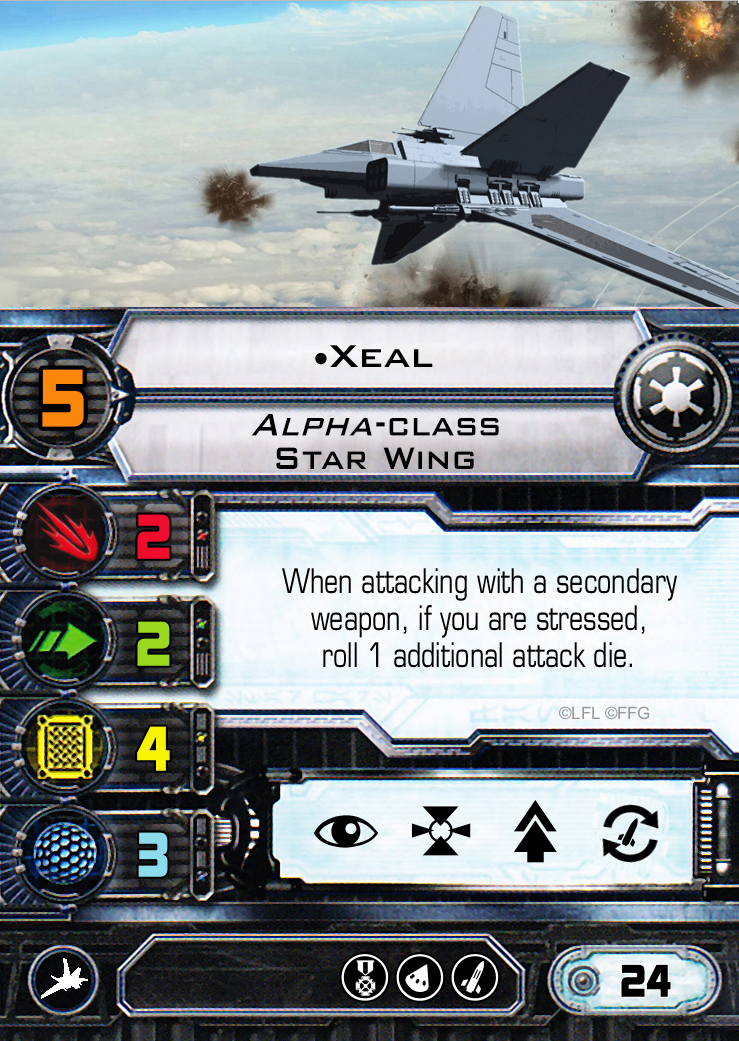 •Xeal
5
Alpha-class
Star Wing
2
2
4
3
When attacking with a secondary
weapon, if you are stressed,
roll 1 additional attack die.
©LFL ©FFG
24